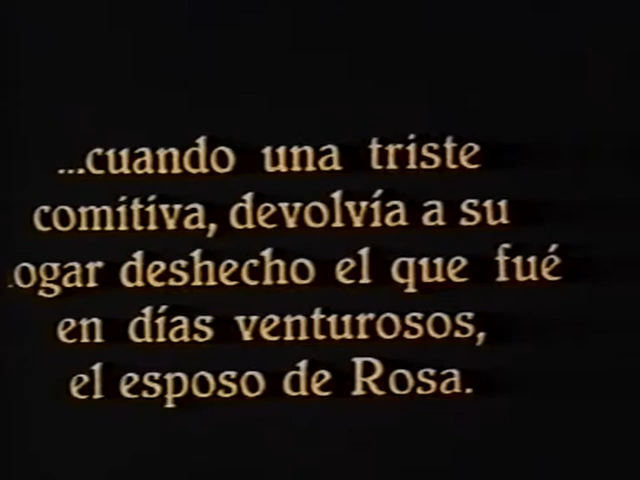 ...cuando una triste
comitiva, devolvía a su
ogar deshecho el que fué
en días venturosos,
el esposo de Rosa.